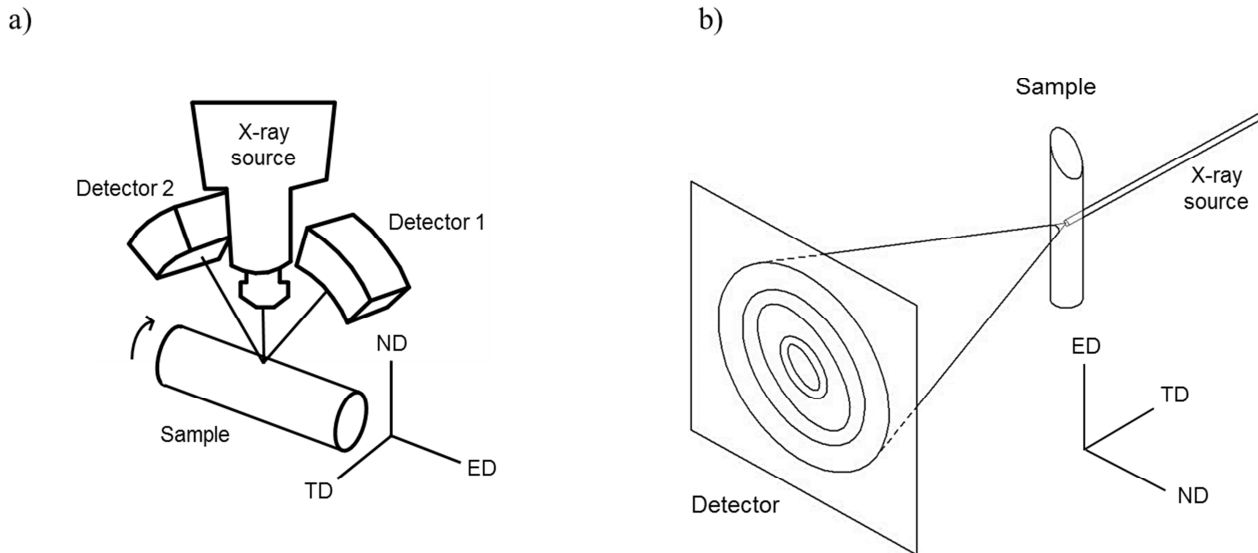 a)
X-ray
source
Detector 2
Detector 1
ND
Sample
ED
TD
b)
Sample
X-ray
source
ED
TD
ND
Detector